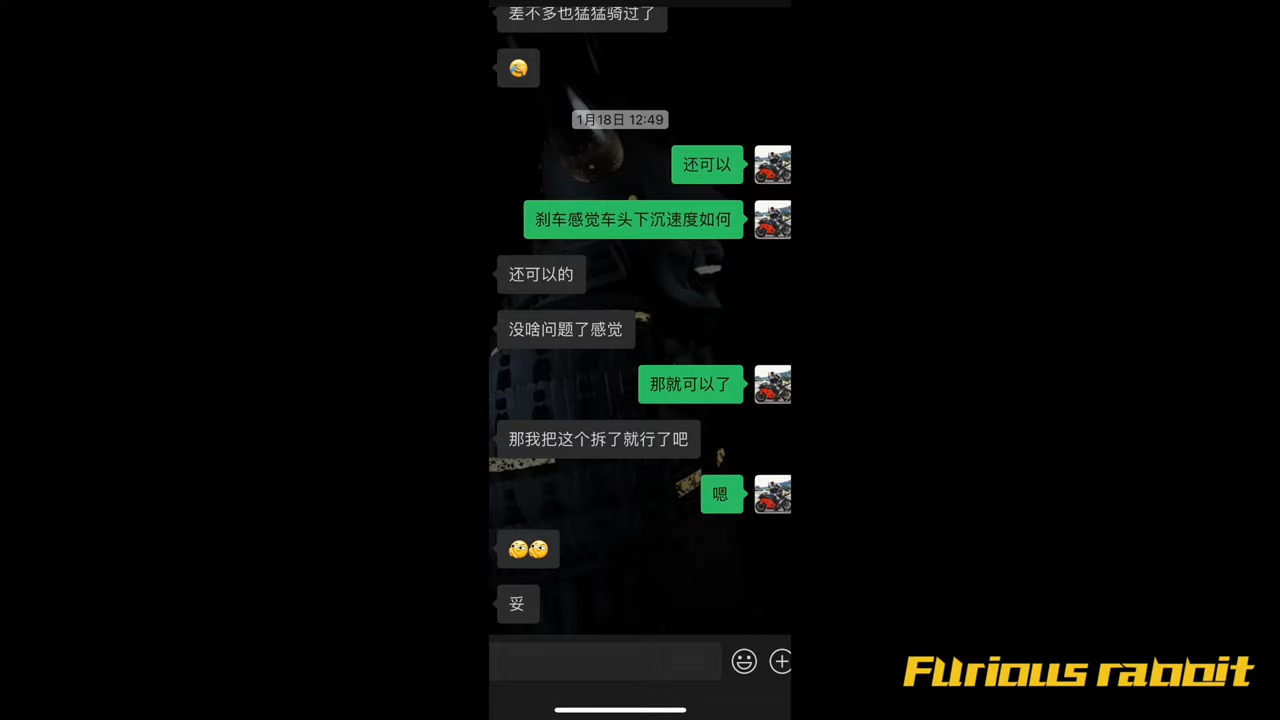 差不多也猛猛骑过了
1月18日 12:49
还可以
刹车感觉车头下沉速度如何
还可以的
没啥问题了感觉
那就可以了
那我把这个拆了就行了吧
嗯
妥
Furious rabbit